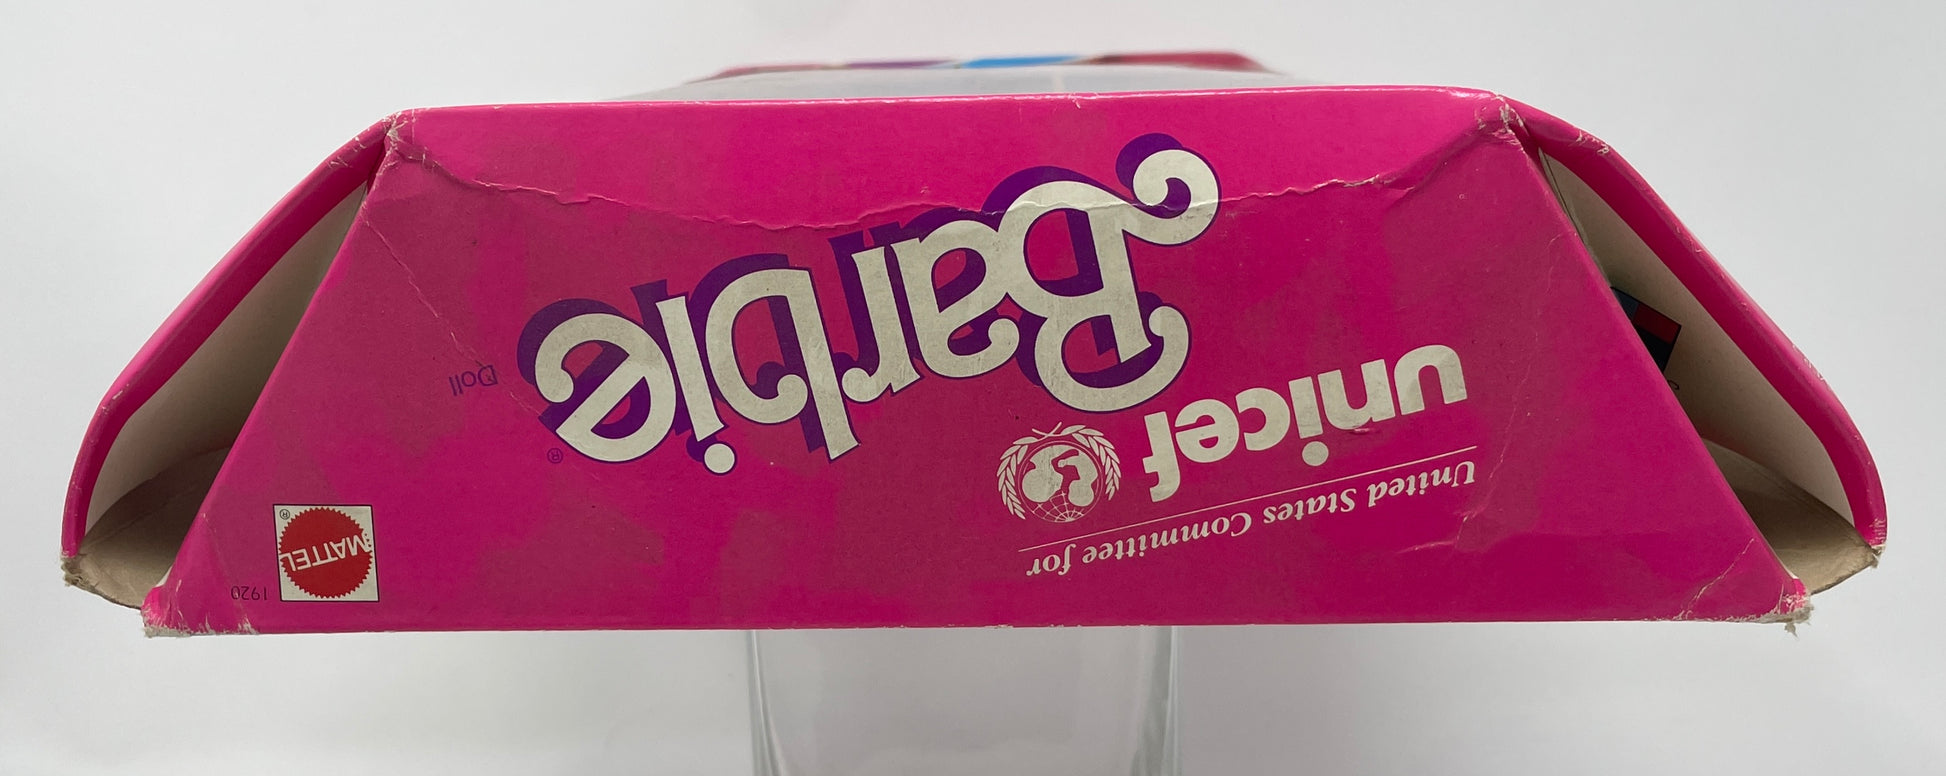 United States Committee for
unicef
Barbie®
Doll
MATTEL®
1920